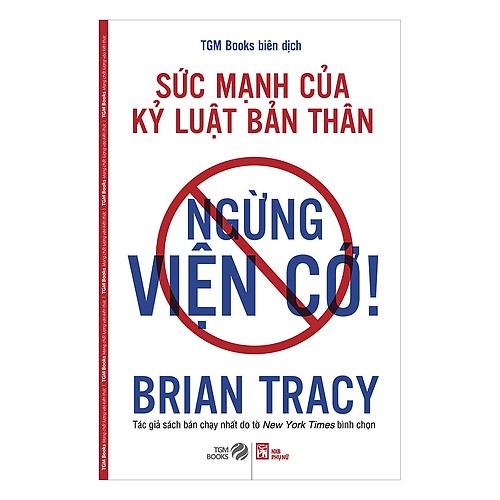 TGM Books biên dịch
SỨC MẠNH CỦA
KỶ LUẬT BẢN THÂN
NGỪNG
VIỆN CỚ!
BRIAN TRACY
Tác giả sách bán chạy nhất do tờ New York Times bình chọn
TGM
BOOKS
NXB
PHỤ NỮ